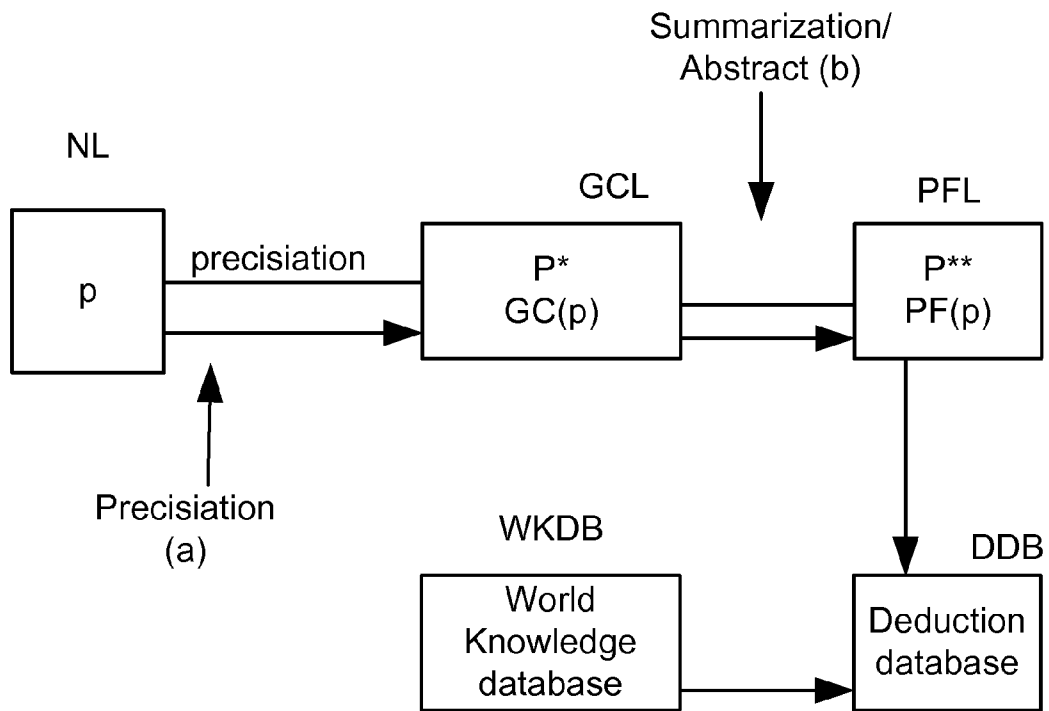 Summarization/
Abstract (b)
NL
GCL
PFL
p
precisiation
P*
GC(p)
P**
PF(p)
Precisiation
(a)
WKDB
DDB
World
Knowledge
database
Deduction
database